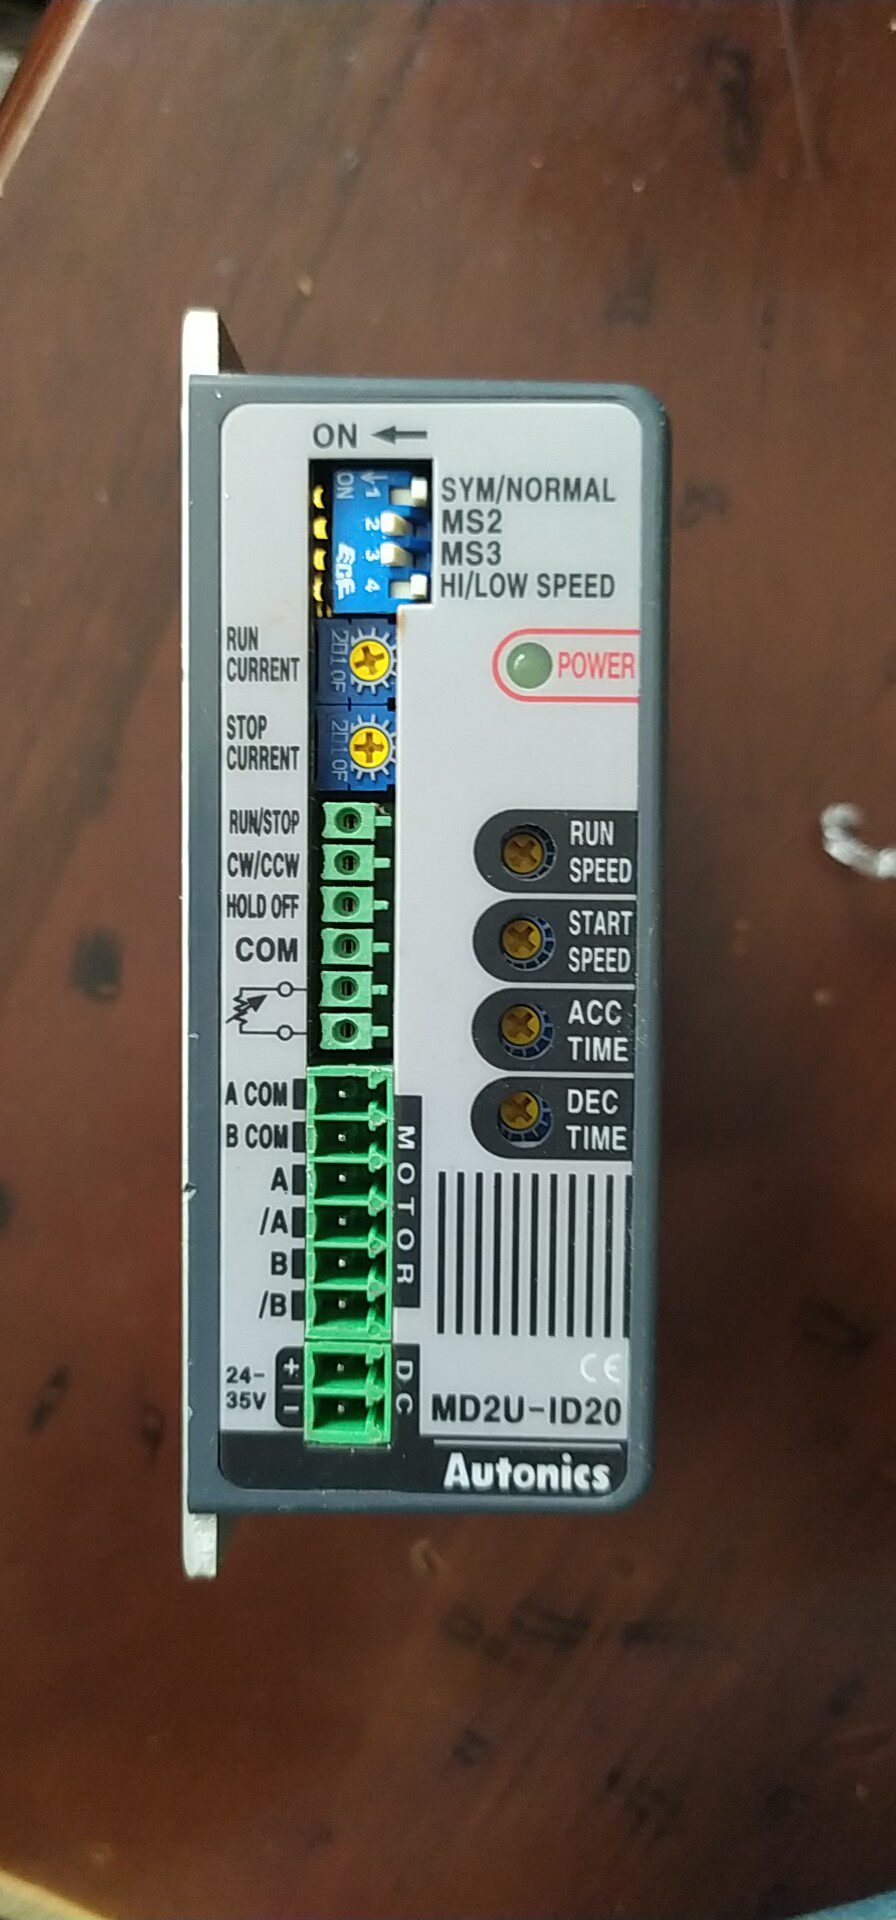 ON ←
ON
1
2
3
4
ECE
SYM/NORMAL
MS2
MS3
HI/LOW SPEED
RUN
CURRENT
POWER
STOP
CURRENT
RUN/STOP
CW/CCW
HOLD OFF
COM
RUN
SPEED
START
SPEED
ACC
TIME
DEC
TIME
A COM
B COM
A
/A
B
/B
MOTOR
24-
35V
+
−
DC
CE
MD2U-ID20
Autonics